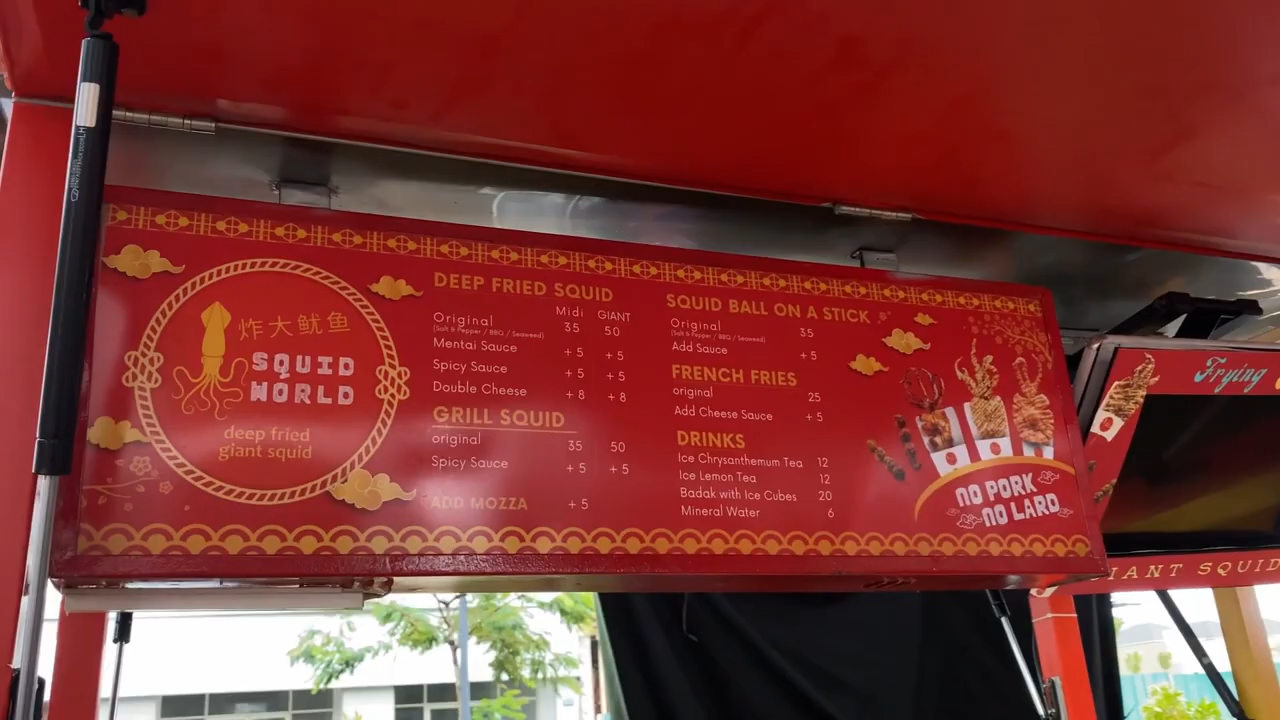 炸大鱿鱼
SQUID
WORLD
deep fried
giant squid
DEEP FRIED SQUID
Midi GIANT
Original 35 50
(Salt & Pepper / BBQ / Seaweed)
Mentai Sauce + 5 + 5
Spicy Sauce + 5 + 5
Double Cheese + 8 + 8
GRILL SQUID
original 35 50
Spicy Sauce + 5 + 5
ADD MOZZA + 5
SQUID BALL ON A STICK
Original 35
(Salt & Pepper / BBQ / Seaweed)
Add Sauce + 5
FRENCH FRIES
original 25
Add Cheese Sauce + 5
DRINKS
Ice Chrysanthemum Tea 12
Ice Lemon Tea 12
Badak with Ice Cubes 20
Mineral Water 6
NO PORK
NO LARD
Frying
GIANT SQUID